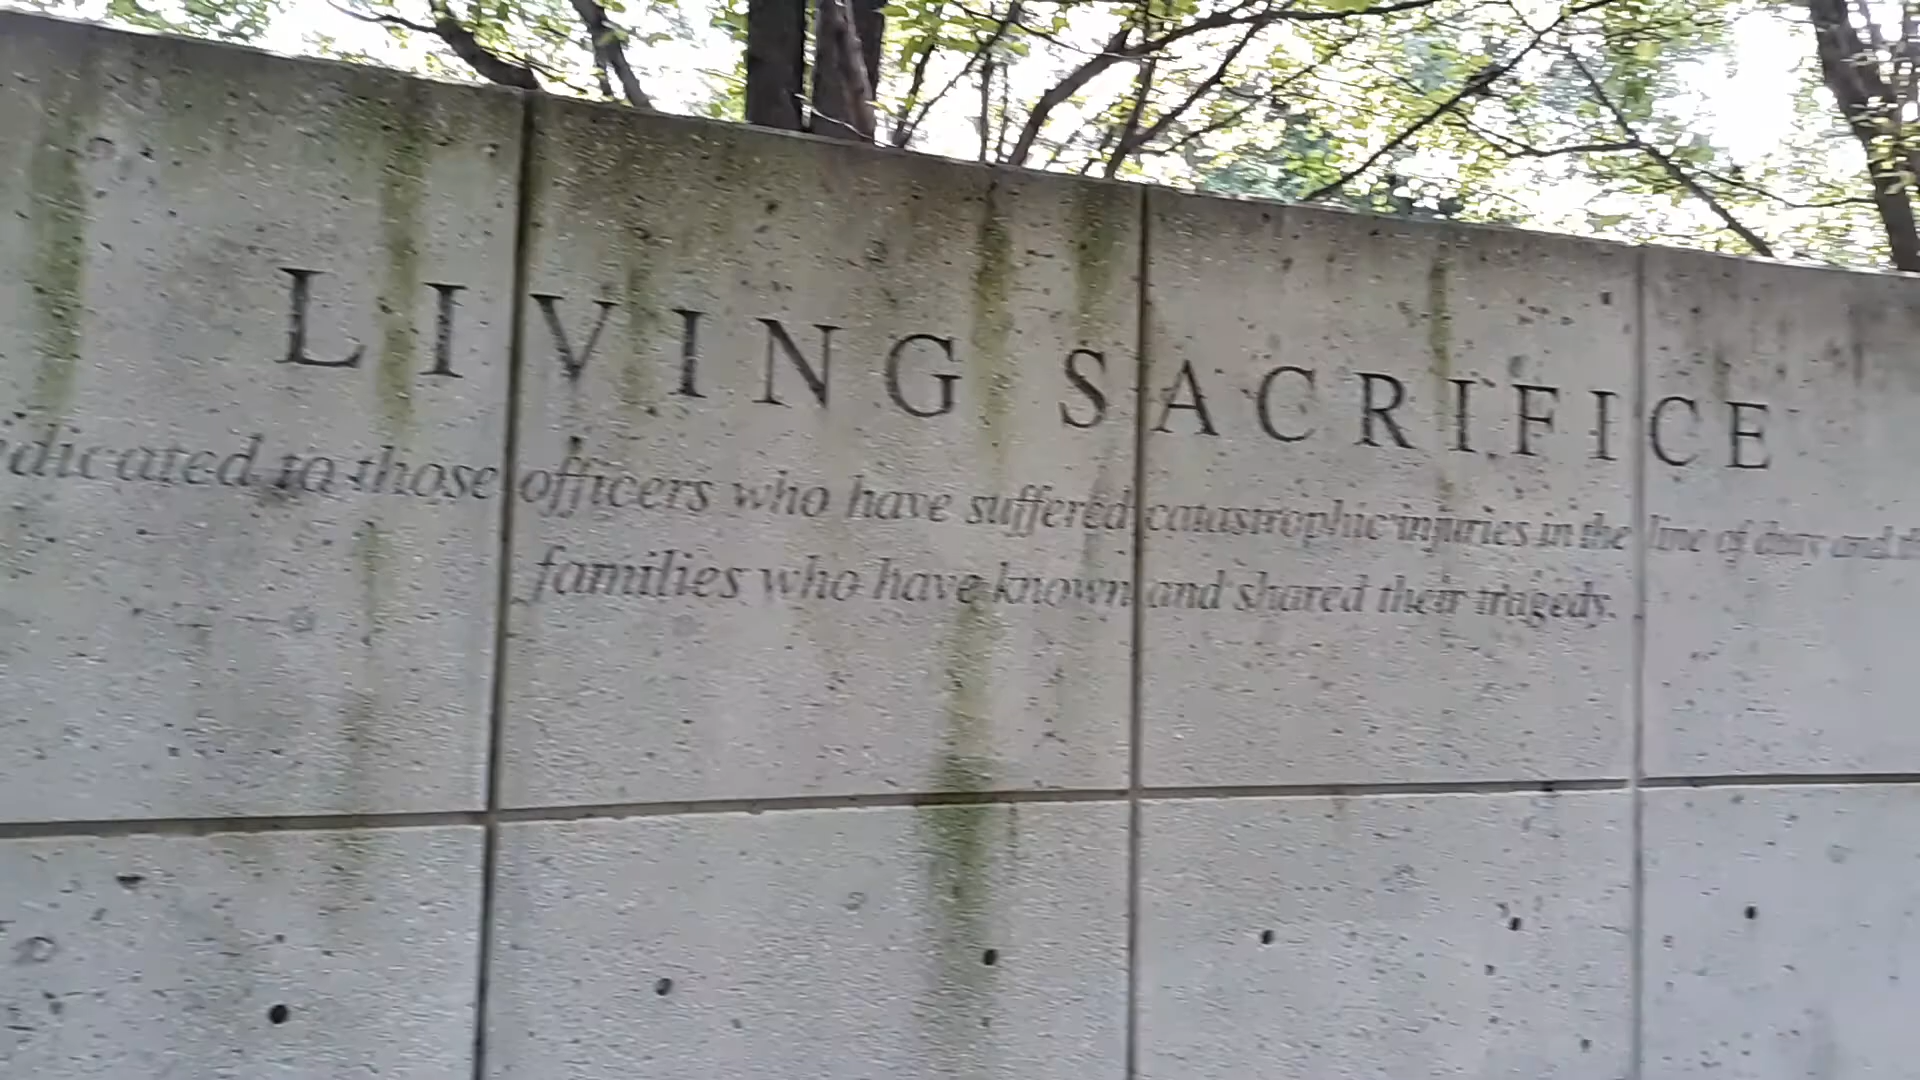 LIVING SACRIFICE
dicated to those officers who have suffered catastrophic injuries in the line of duty and
families who have known and shared their tragedy.